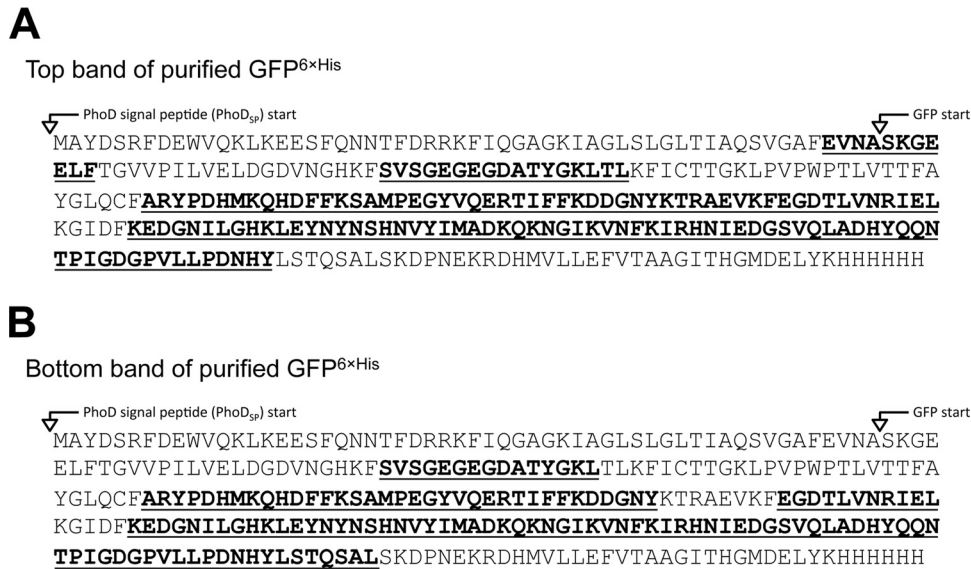 A
Top band of purified GFP6×His
PhoD signal peptide (PhoDSP) start GFP start
MAYDSRFDEWVQKLKEESFQNNTFDRRKFIQGAGKIAGLSLGLTIAQSVGAFEVNASKGE
ELFTGVVPILVELDGDVNGHKFSVSGEGEGDATYGKLTLKFICTTGKLPVPWPTLVTTFA
YGLQCFARYPDHMKQHDFFKSAMPEGYVQERTIFFKDDGNYKTRAEVKFEGDTLVNRIEL
KGIDFKEDGNILGHKLEYNYNSHNVYIMADKQKNGIKVNFKIRHNIEDGSVQLADHYQQN
TPIGDGPVLLPDNHYLSTQSALSKDPNEKRDHMVLLEFVTAAGITHGMDELYKHHHHHH
B
Bottom band of purified GFP6×His
PhoD signal peptide (PhoDSP) start GFP start
MAYDSRFDEWVQKLKEESFQNNTFDRRKFIQGAGKIAGLSLGLTIAQSVGAFEVNASKGE
ELFTGVVPILVELDGDVNGHKFSVSGEGEGDATYGKLTLKFICTTGKLPVPWPTLVTTFA
YGLQCFARYPDHMKQHDFFKSAMPEGYVQERTIFFKDDGNYKTRAEVKFEGDTLVNRIEL
KGIDFKEDGNILGHKLEYNYNSHNVYIMADKQKNGIKVNFKIRHNIEDGSVQLADHYQQN
TPIGDGPVLLPDNHYLSTQSALSKDPNEKRDHMVLLEFVTAAGITHGMDELYKHHHHHH